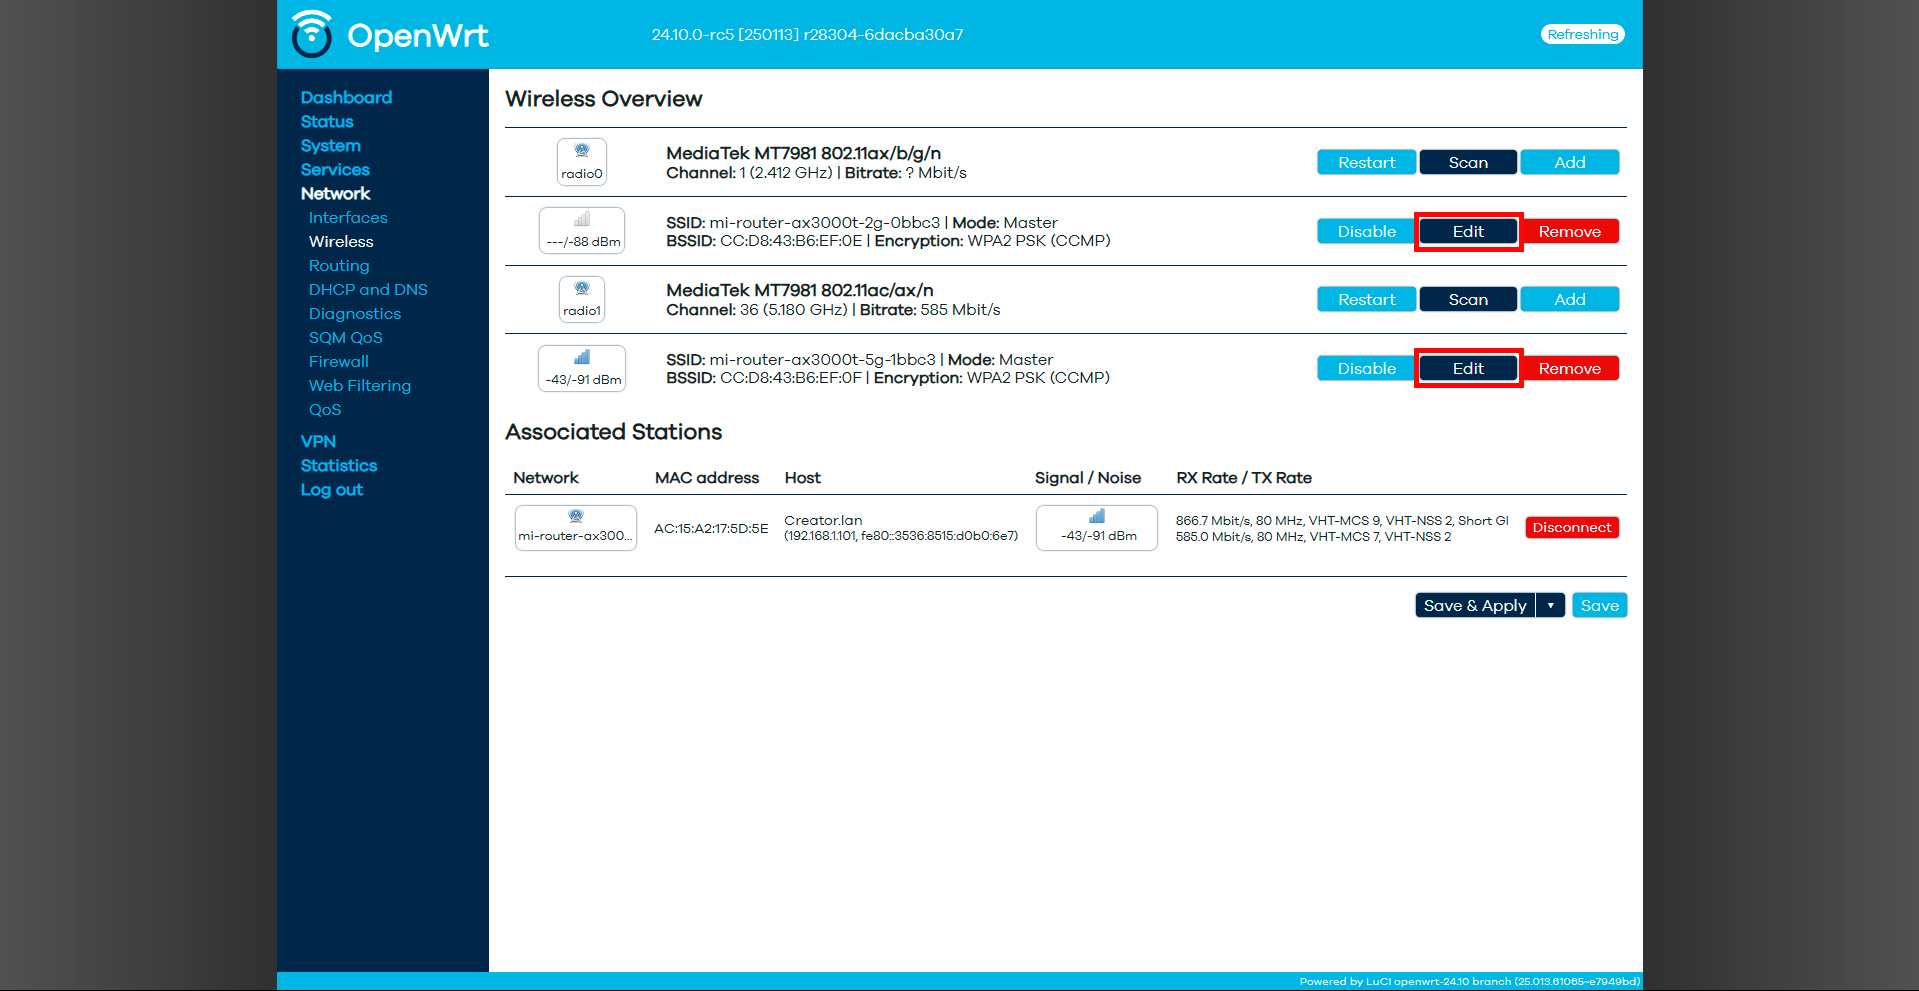 OpenWrt
24.10.0-rc5 [250113] r28304-6dacba30a7
Refreshing
Dashboard
Status
System
Services
Network
Interfaces
Wireless
Routing
DHCP and DNS
Diagnostics
SQM QoS
Firewall
Web Filtering
QoS
VPN
Statistics
Log out
Wireless Overview
radio0
MediaTek MT7981 802.11ax/b/g/n
Channel: 1 (2.412 GHz) | Bitrate: ? Mbit/s
Restart Scan Add
---/-88 dBm
SSID: mi-router-ax3000t-2g-0bbc3 | Mode: Master
BSSID: CC:D8:43:B6:EF:0E | Encryption: WPA2 PSK (CCMP)
Disable Edit Remove
radio1
MediaTek MT7981 802.11ac/ax/n
Channel: 36 (5.180 GHz) | Bitrate: 585 Mbit/s
Restart Scan Add
-43/-91 dBm
SSID: mi-router-ax3000t-5g-1bbc3 | Mode: Master
BSSID: CC:D8:43:B6:EF:0F | Encryption: WPA2 PSK (CCMP)
Disable Edit Remove
Associated Stations
Network MAC address Host Signal / Noise RX Rate / TX Rate
mi-router-ax300...
AC:15:A2:17:5D:5E
Creator.lan
(192.168.1.101, fe80::3536:8515:d0b0:6e7)
-43/-91 dBm
866.7 Mbit/s, 80 MHz, VHT-MCS 9, VHT-NSS 2, Short GI
585.0 Mbit/s, 80 MHz, VHT-MCS 7, VHT-NSS 2
Disconnect
Save & Apply ▾ Save
Powered by LuCI openwrt-24.10 branch (25.013.61065~e7949bd)